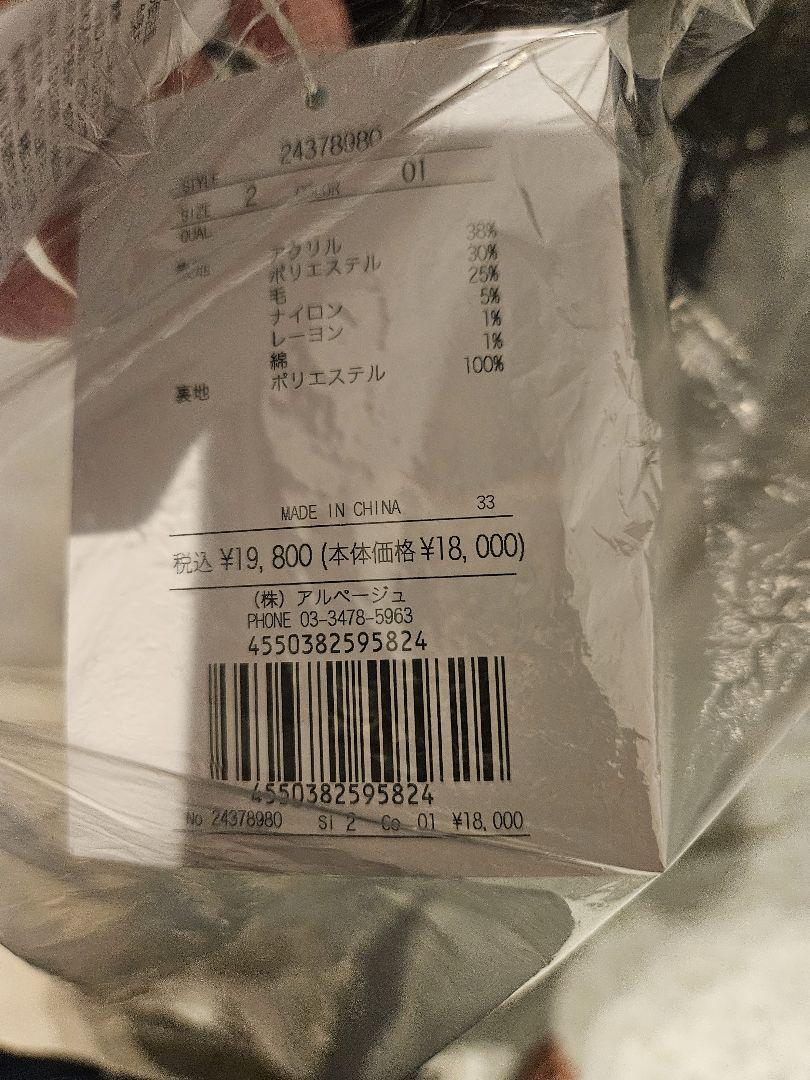 24378980
STYLE
SIZE 2 COLOR 01
QUAL
アクリル 38%
ポリエステル 30%
毛 25%
ナイロン 5%
レーヨン 1%
綿 1%
裏地 ポリエステル 100%
MADE IN CHINA 33
税込 ¥19,800 (本体価格 ¥18,000)
(株) アルページュ
PHONE 03-3478-5963
4550382595824
4550382595824
No 24378980 Si 2 Co 01 ¥18,000